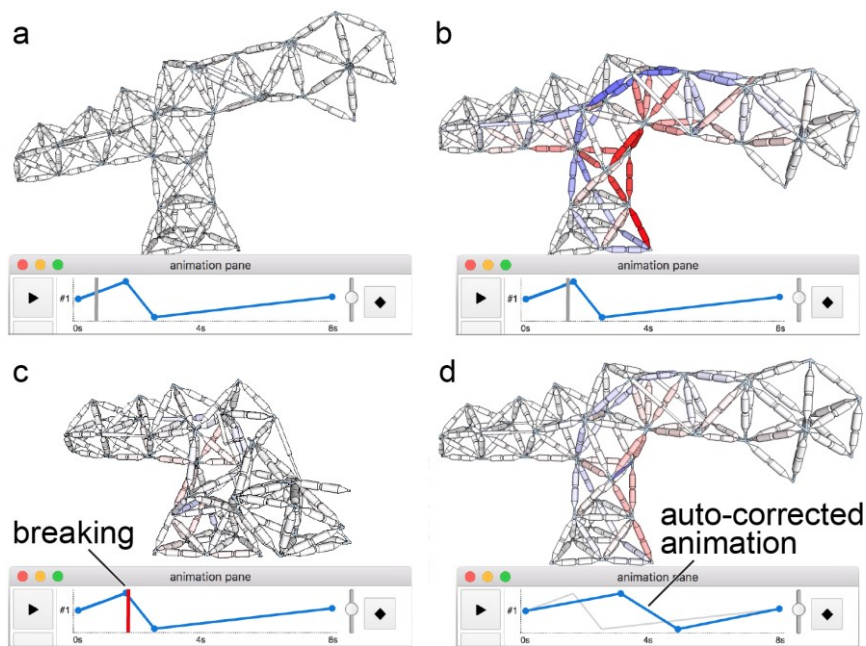 a
animation pane
#1
0s 4s 8s
b
animation pane
#1
0s 4s 8s
c
breaking
animation pane
#1
0s 4s 8s
d
auto-corrected
animation
animation pane
#1
0s 4s 8s